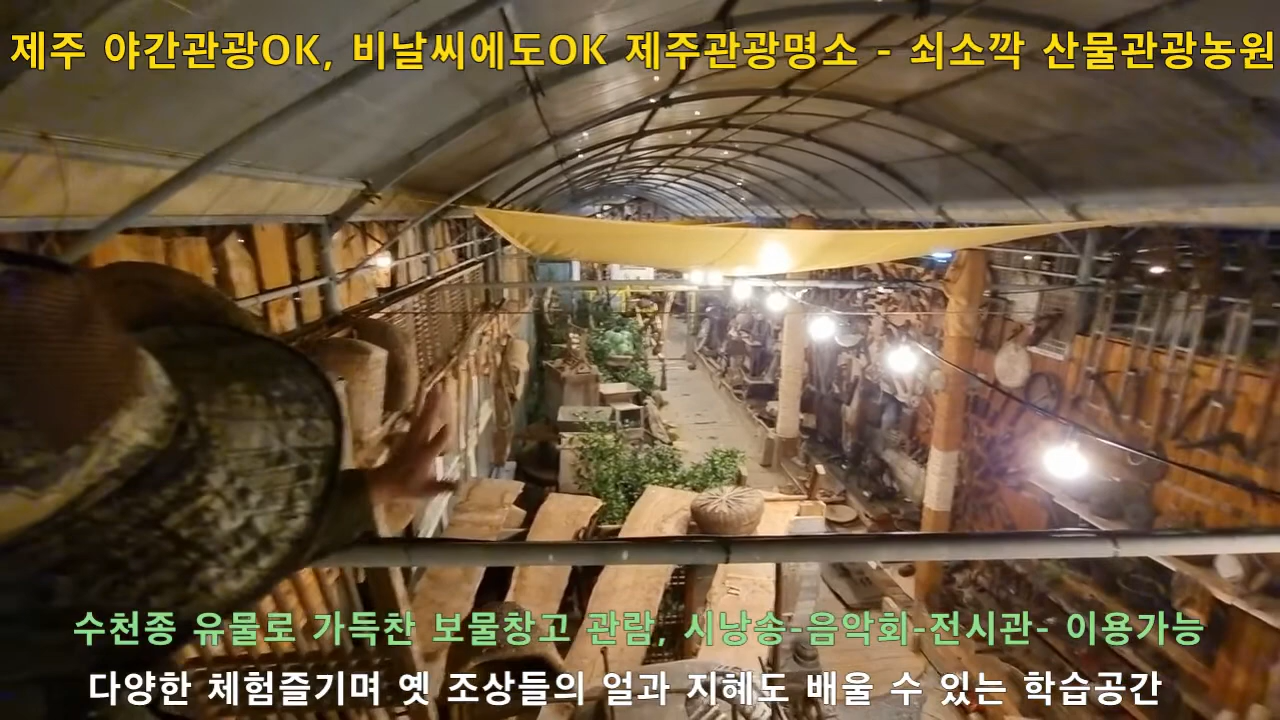 제주 야간관광OK, 비날씨에도OK 제주관광명소 - 쇠소깍 산물관광농원
수천종 유물로 가득찬 보물창고 관람, 시낭송-음악회-전시관- 이용가능
다양한 체험즐기며 옛 조상들의 얼과 지혜도 배울 수 있는 학습공간